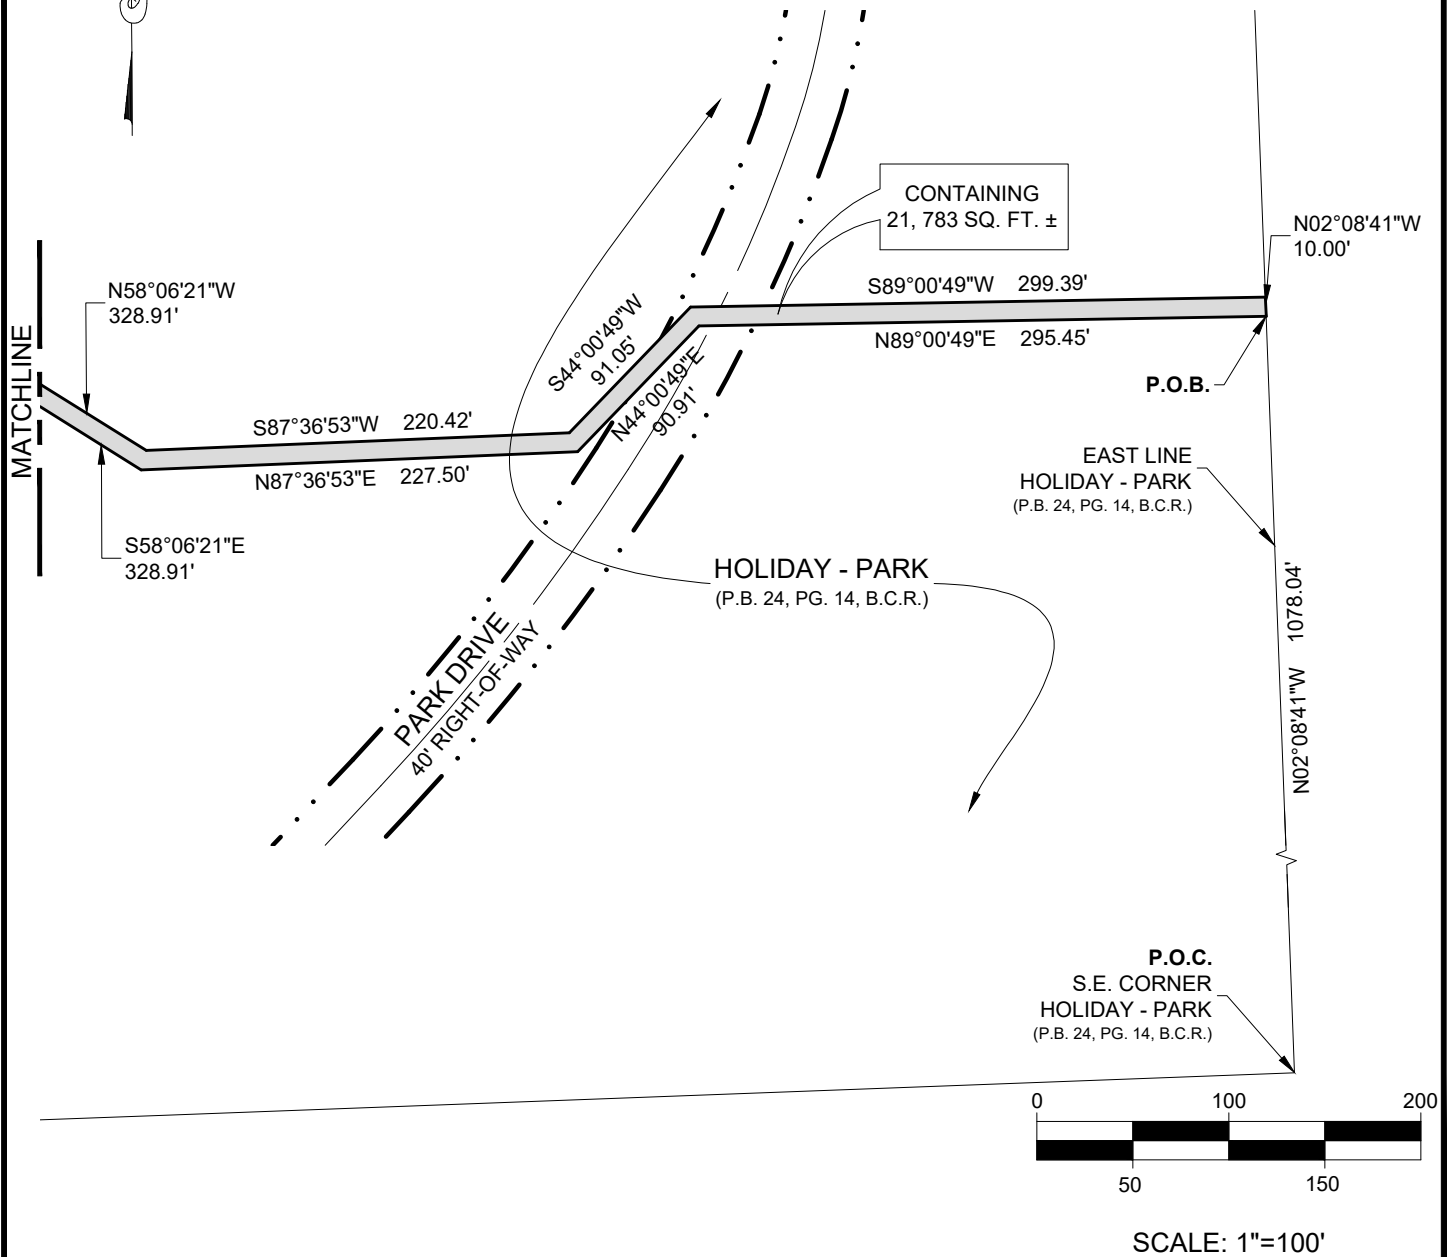 CONTAINING
21, 783 SQ. FT. ±
N02°08'41"W
10.00'
S89°00'49"W 299.39'
N89°00'49"E 295.45'
P.O.B.
N58°06'21"W
328.91'
MATCHLINE
S44°00'49"W
91.05'
N44°00'49"E
90.91'
S87°36'53"W 220.42'
N87°36'53"E 227.50'
S58°06'21"E
328.91'
EAST LINE
HOLIDAY - PARK
(P.B. 24, PG. 14, B.C.R.)
HOLIDAY - PARK
(P.B. 24, PG. 14, B.C.R.)
N02°08'41"W 1078.04'
PARK DRIVE
40' RIGHT-OF-WAY
P.O.C.
S.E. CORNER
HOLIDAY - PARK
(P.B. 24, PG. 14, B.C.R.)
0 100 200
50 150
SCALE: 1"=100'